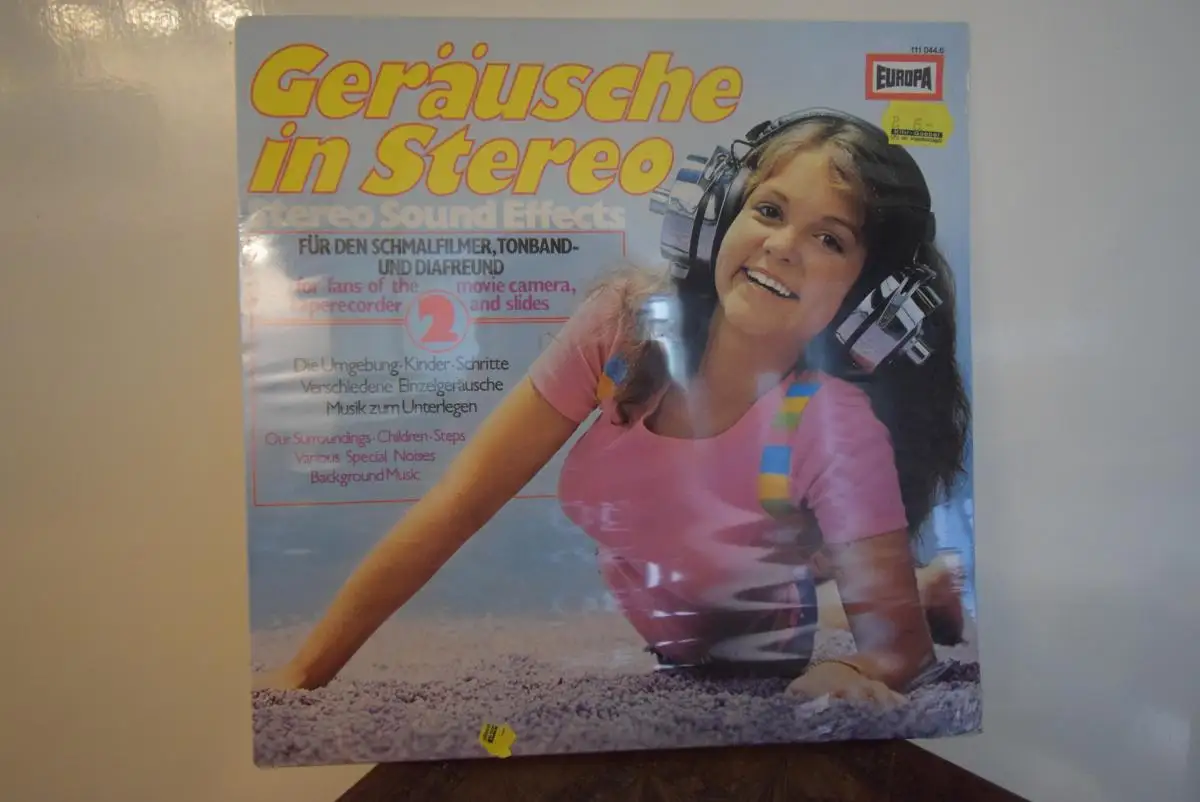 111 044.6
EUROPA
Geräusche
in Stereo
Stereo Sound Effects
FÜR DEN SCHMALFILMER, TONBAND-
UND DIAFREUND
for fans of the movie camera,
perecorder and slides
2
Die Umgebung·Kinder·Schritte
Verschiedene Einzelgeräusche
Musik zum Unterlegen
Our Surroundings·Children·Steps
Various Special Noises
Background Music